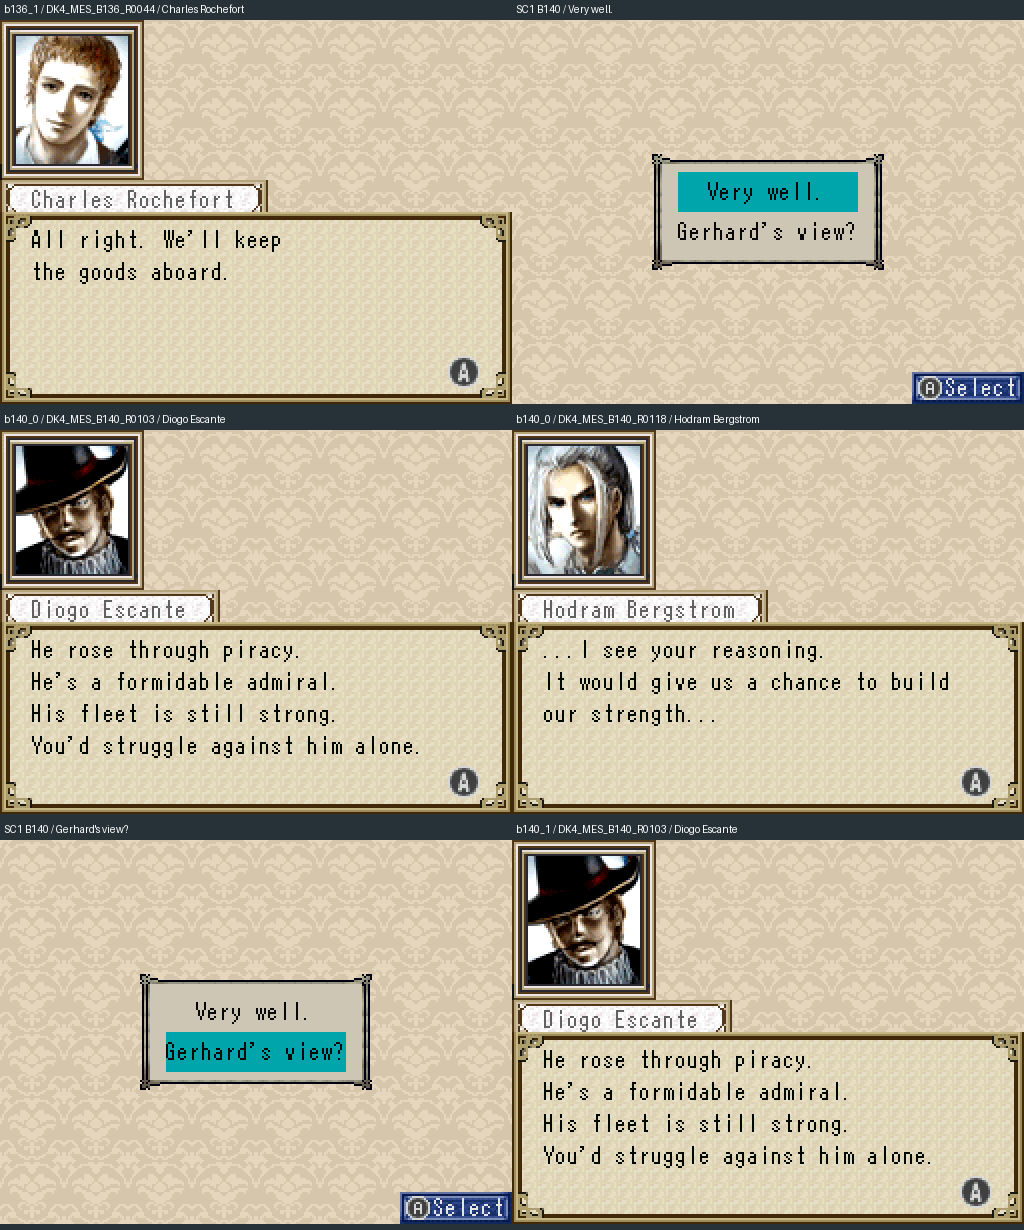 b136_1 / DK4_MES_B136_R0044 / Charles Rochefort
Charles Rochefort
All right. We'll keep
the goods aboard.
A
SC1 B140 / Very well.
Very well.
Gerhard's view?
A Select
b140_0 / DK4_MES_B140_R0103 / Diogo Escante
Diogo Escante
He rose through piracy.
He's a formidable admiral.
His fleet is still strong.
You'd struggle against him alone.
A
b140_0 / DK4_MES_B140_R0118 / Hodram Bergstrom
Hodram Bergstrom
...I see your reasoning.
It would give us a chance to build
our strength...
A
SC1 B140 / Gerhard's view?
Very well.
Gerhard's view?
A Select
b140_1 / DK4_MES_B140_R0103 / Diogo Escante
Diogo Escante
He rose through piracy.
He's a formidable admiral.
His fleet is still strong.
You'd struggle against him alone.
A